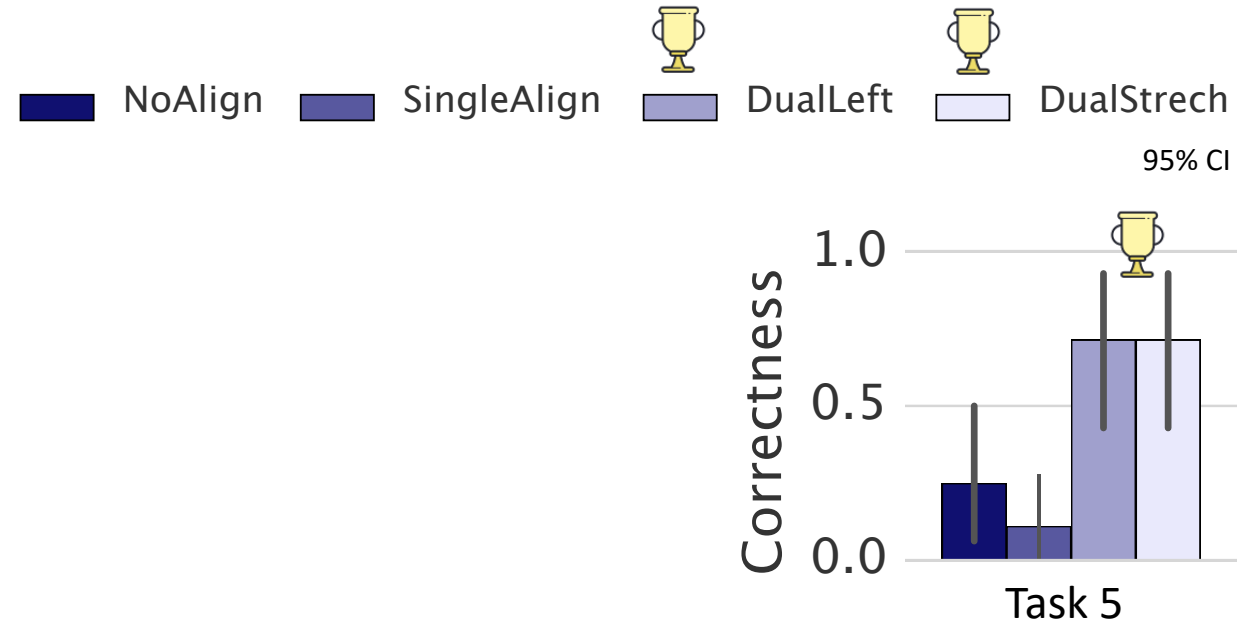 NoAlign SingleAlign DualLeft DualStrech
95% CI
Correctness
1.0
0.5
0.0
Task 5